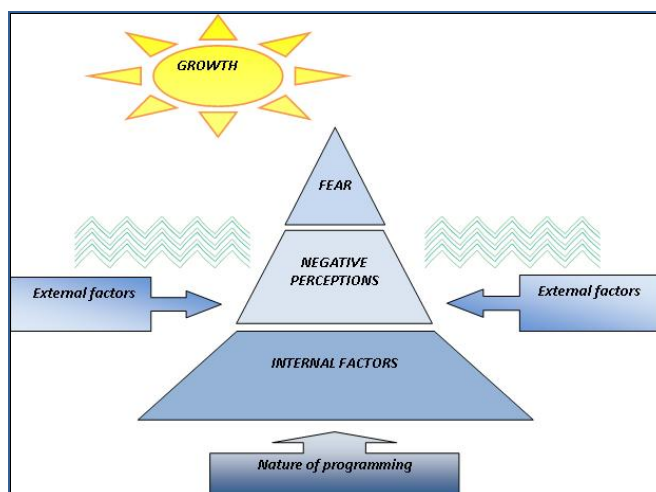 GROWTH
FEAR
NEGATIVE
PERCEPTIONS
External factors
External factors
INTERNAL FACTORS
Nature of programming